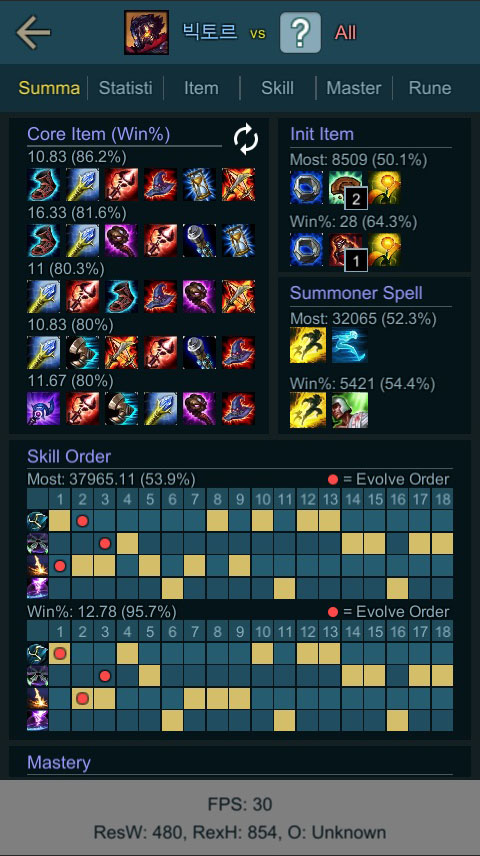 빅토르 vs ? All
Summa Statisti Item Skill Master Rune
Core Item (Win%)
10.83 (86.2%)
16.33 (81.6%)
11 (80.3%)
10.83 (80%)
11.67 (80%)
Init Item
Most: 8509 (50.1%)
2
Win%: 28 (64.3%)
1
Summoner Spell
Most: 32065 (52.3%)
Win%: 5421 (54.4%)
Skill Order
Most: 37965.11 (53.9%) = Evolve Order
1 2 3 4 5 6 7 8 9 10 11 12 13 14 15 16 17 18
Win%: 12.78 (95.7%) = Evolve Order
1 2 3 4 5 6 7 8 9 10 11 12 13 14 15 16 17 18
Mastery
FPS: 30
ResW: 480, RexH: 854, O: Unknown